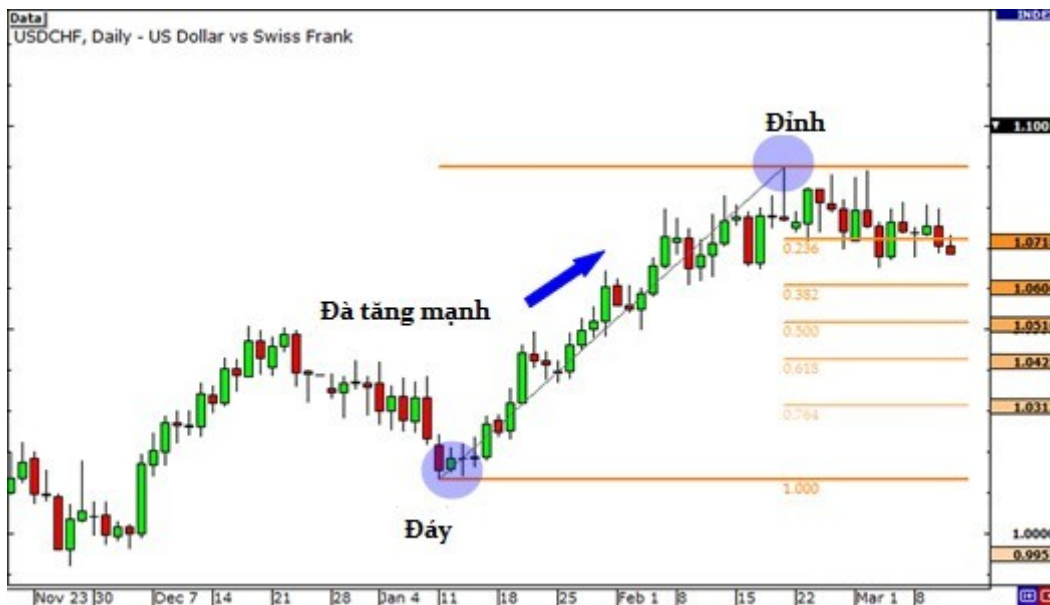 Data
INDE
USDCHF, Daily - US Dollar vs Swiss Frank
Đỉnh
1.100
0.236
1.071
0.382
1.060
Đà tăng mạnh
0.500
1.051
0.618
1.042
0.764
1.031
1.000
Đáy
1.0000
0.995
Nov 23 30 Dec 7 14 21 28 Jan 4 11 18 25 Feb 1 8 15 22 Mar 1 8